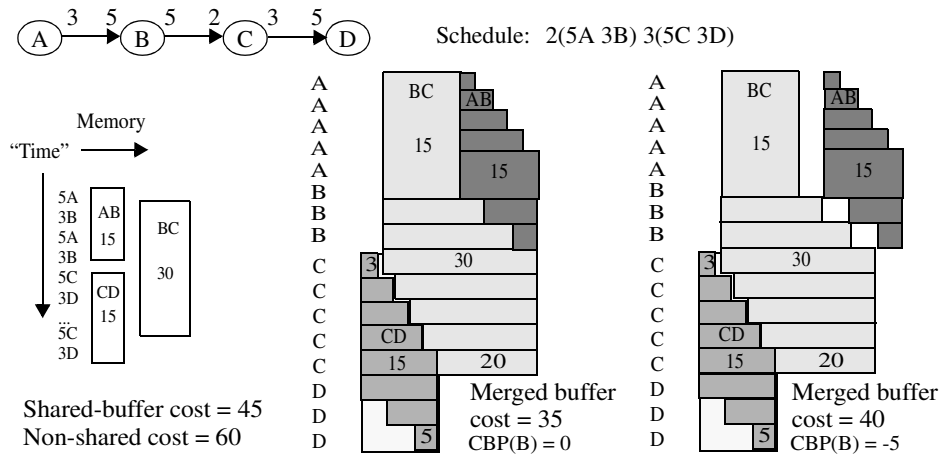 3 5 5 2 3 5
A B C D
Schedule: 2(5A 3B) 3(5C 3D)
Memory
“Time”
5A
3B
5A
3B
5C
3D
...
5C
3D
AB
15
CD
15
BC
30
Shared-buffer cost = 45
Non-shared cost = 60
A
A
A
A
A
B
B
B
C
C
C
C
C
D
D
D
BC
15
AB
15
30
3
CD
15
20
5
Merged buffer
cost = 35
CBP(B) = 0
A
A
A
A
A
B
B
B
C
C
C
C
C
D
D
D
BC
15
AB
15
30
3
CD
15
20
5
Merged buffer
cost = 40
CBP(B) = -5